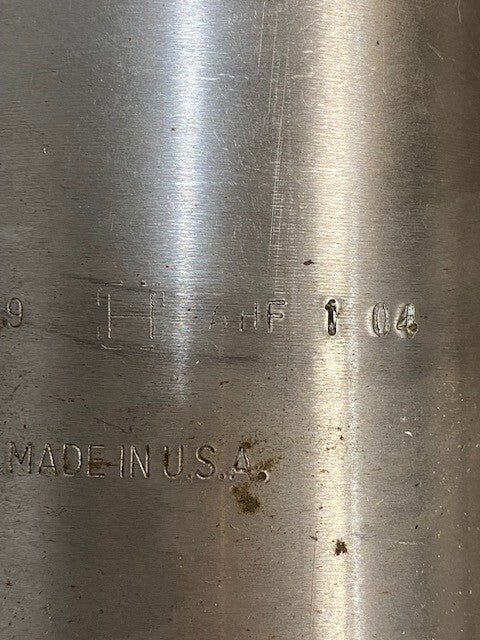 9 H AHF 1 04
MADE IN U.S.A.